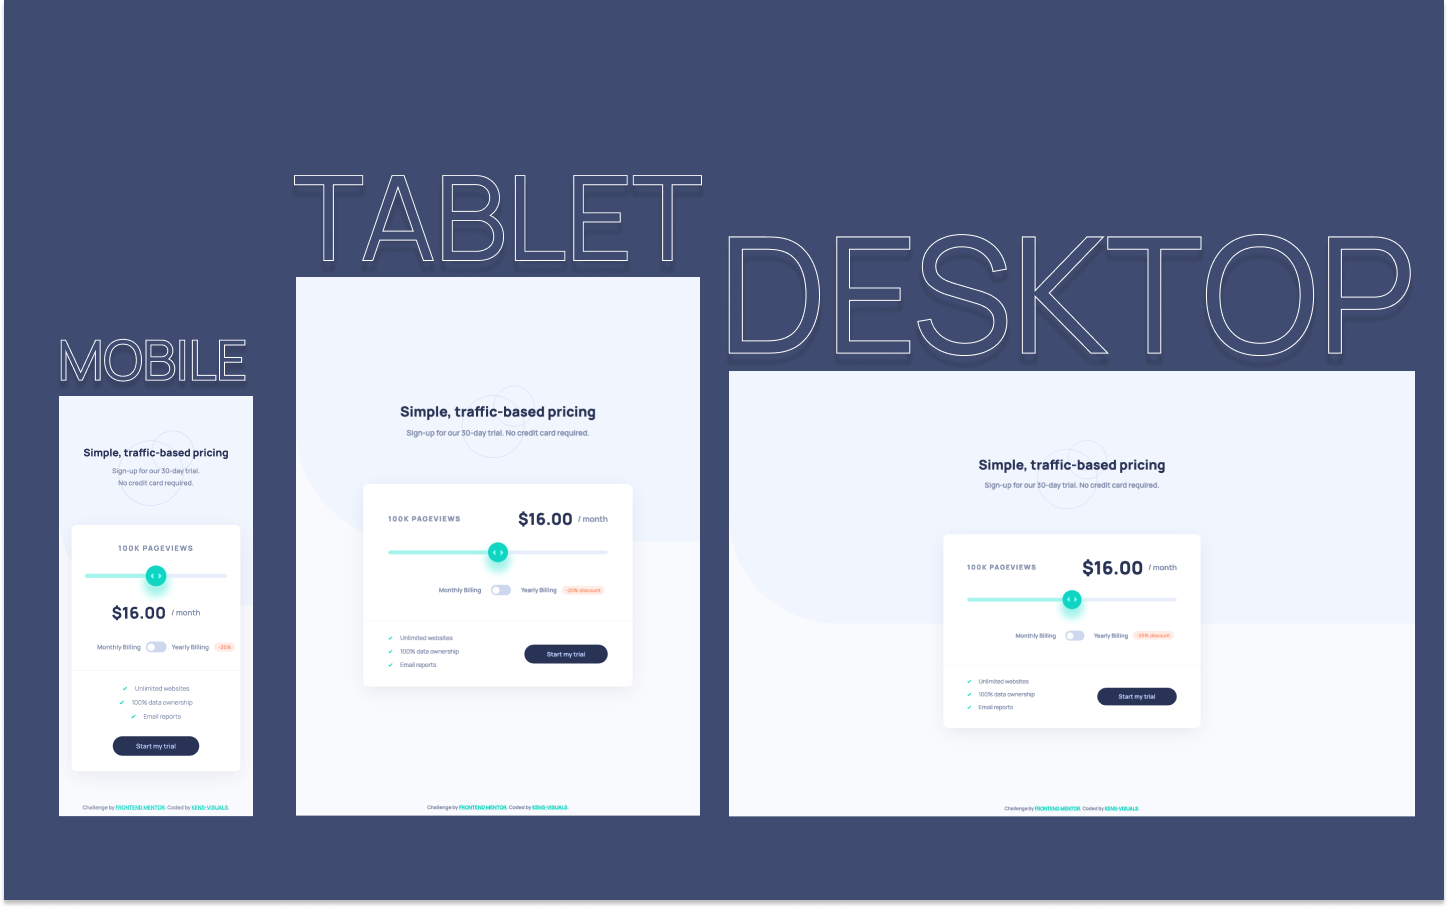 MOBILE
Simple, traffic-based pricing
Sign-up for our 30-day trial.
No credit card required.
100K PAGEVIEWS
$16.00 / month
Monthly Billing Yearly Billing -25%
Unlimited websites
100% data ownership
Email reports
Start my trial
Challenge by FRONTEND MENTOR. Coded by KENS-VISUALS.
TABLET
Simple, traffic-based pricing
Sign-up for our 30-day trial. No credit card required.
100K PAGEVIEWS $16.00 / month
Monthly Billing Yearly Billing -25% discount
Unlimited websites
100% data ownership
Email reports
Start my trial
Challenge by FRONTEND MENTOR. Coded by KENS-VISUALS.
DESKTOP
Simple, traffic-based pricing
Sign-up for our 30-day trial. No credit card required.
100K PAGEVIEWS $16.00 / month
Monthly Billing Yearly Billing -25% discount
Unlimited websites
100% data ownership
Email reports
Start my trial
Challenge by FRONTEND MENTOR. Coded by KENS-VISUALS.